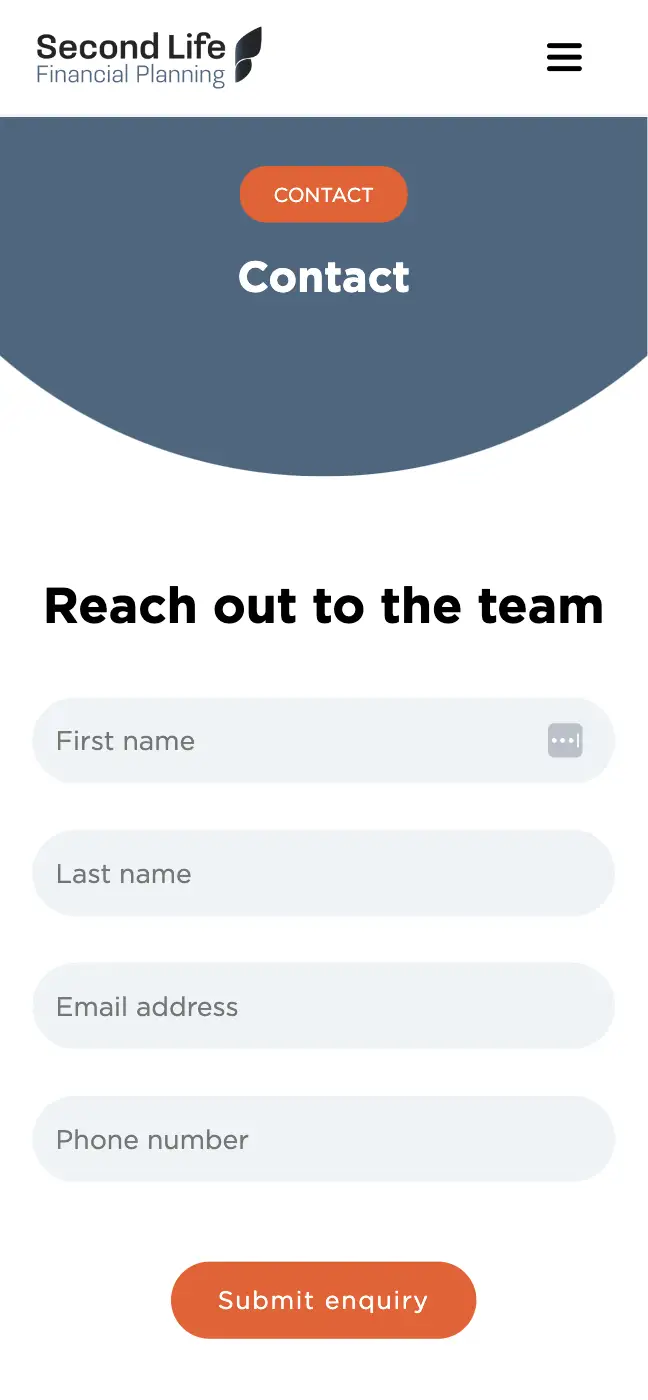 Second Life
Financial Planning
CONTACT
Contact
Reach out to the team
First name
Last name
Email address
Phone number
Submit enquiry